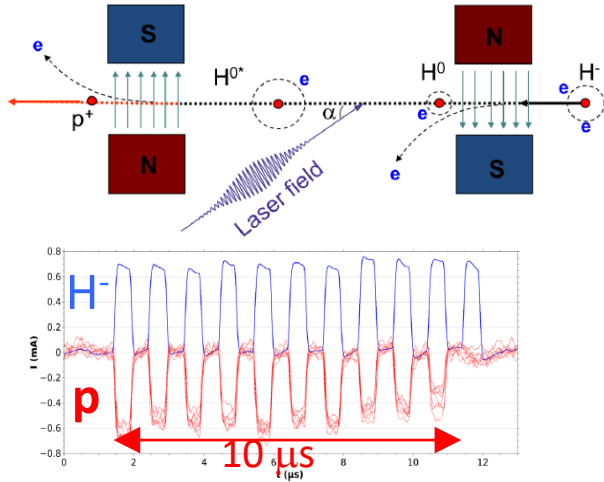 S
N
H0*
e
H0
H-
e
p+
α
e
e
e
N
S
e
Laser field
0.8
0.6
0.4
0.2
0
−0.2
−0.4
−0.6
−0.8
I (mA)
H-
p
10 μs
0
2
4
6
8
10
12
t (μs)